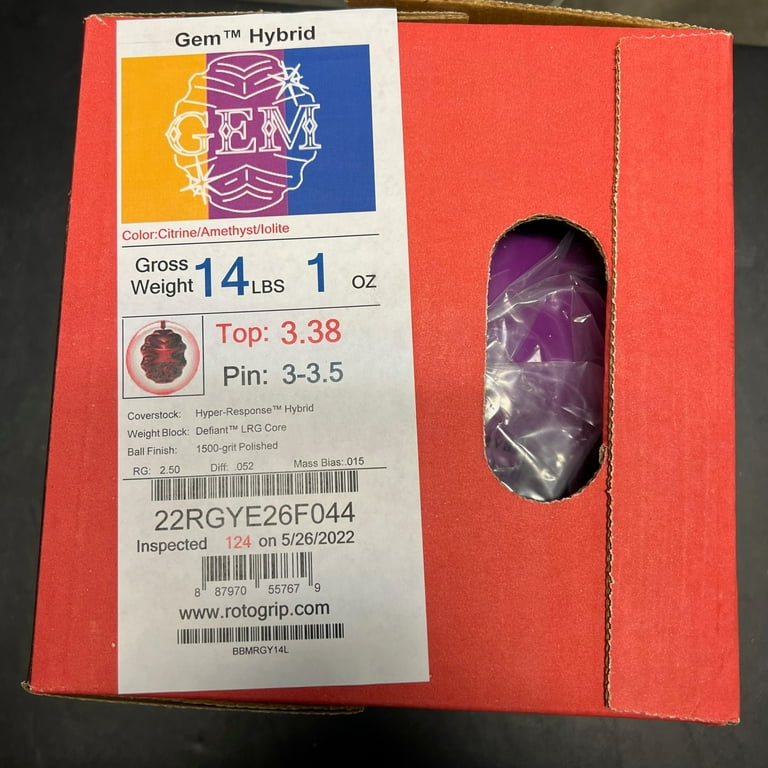 Gem™ Hybrid
GEM
Color:Citrine/Amethyst/Iolite
Gross Weight 14 LBS 1 OZ
Top: 3.38
Pin: 3-3.5
Coverstock: Hyper-Response™ Hybrid
Weight Block: Defiant™ LRG Core
Ball Finish: 1500-grit Polished
RG: 2.50 Diff: .052 Mass Bias:.015
22RGYE26F044
Inspected 124 on 5/26/2022
8 87970 55767 9
www.rotogrip.com
BBMRGY14L